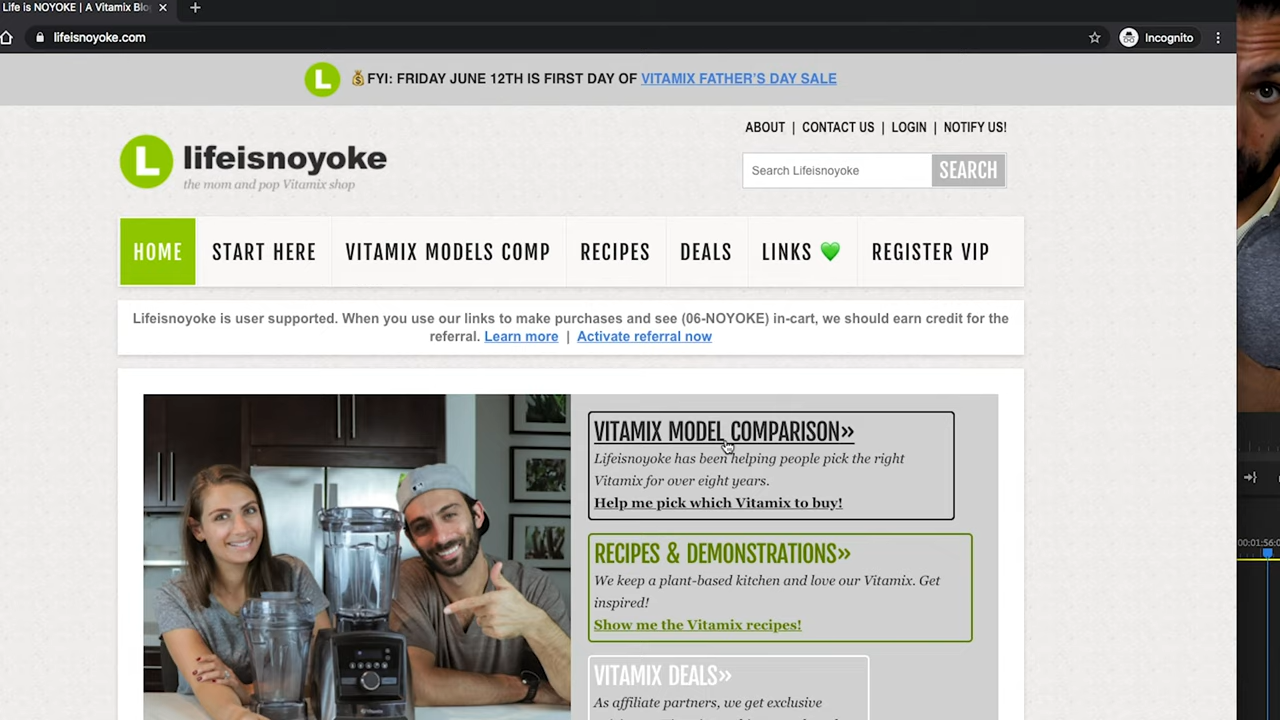 Life is NOYOKE | A Vitamix Blo
lifeisnoyoke.com
Incognito
L 💰FYI: FRIDAY JUNE 12TH IS FIRST DAY OF VITAMIX FATHER'S DAY SALE
ABOUT | CONTACT US | LOGIN | NOTIFY US!
L lifeisnoyoke
the mom and pop Vitamix shop
Search Lifeisnoyoke SEARCH
HOME START HERE VITAMIX MODELS COMP RECIPES DEALS LINKS 💚 REGISTER VIP
Lifeisnoyoke is user supported. When you use our links to make purchases and see (06-NOYOKE) in-cart, we should earn credit for the
referral. Learn more | Activate referral now
VITAMIX MODEL COMPARISON»
Lifeisnoyoke has been helping people pick the right
Vitamix for over eight years.
Help me pick which Vitamix to buy!
RECIPES & DEMONSTRATIONS»
We keep a plant-based kitchen and love our Vitamix. Get
inspired!
Show me the Vitamix recipes!
00:01:56:0
VITAMIX DEALS»
As affiliate partners, we get exclusive